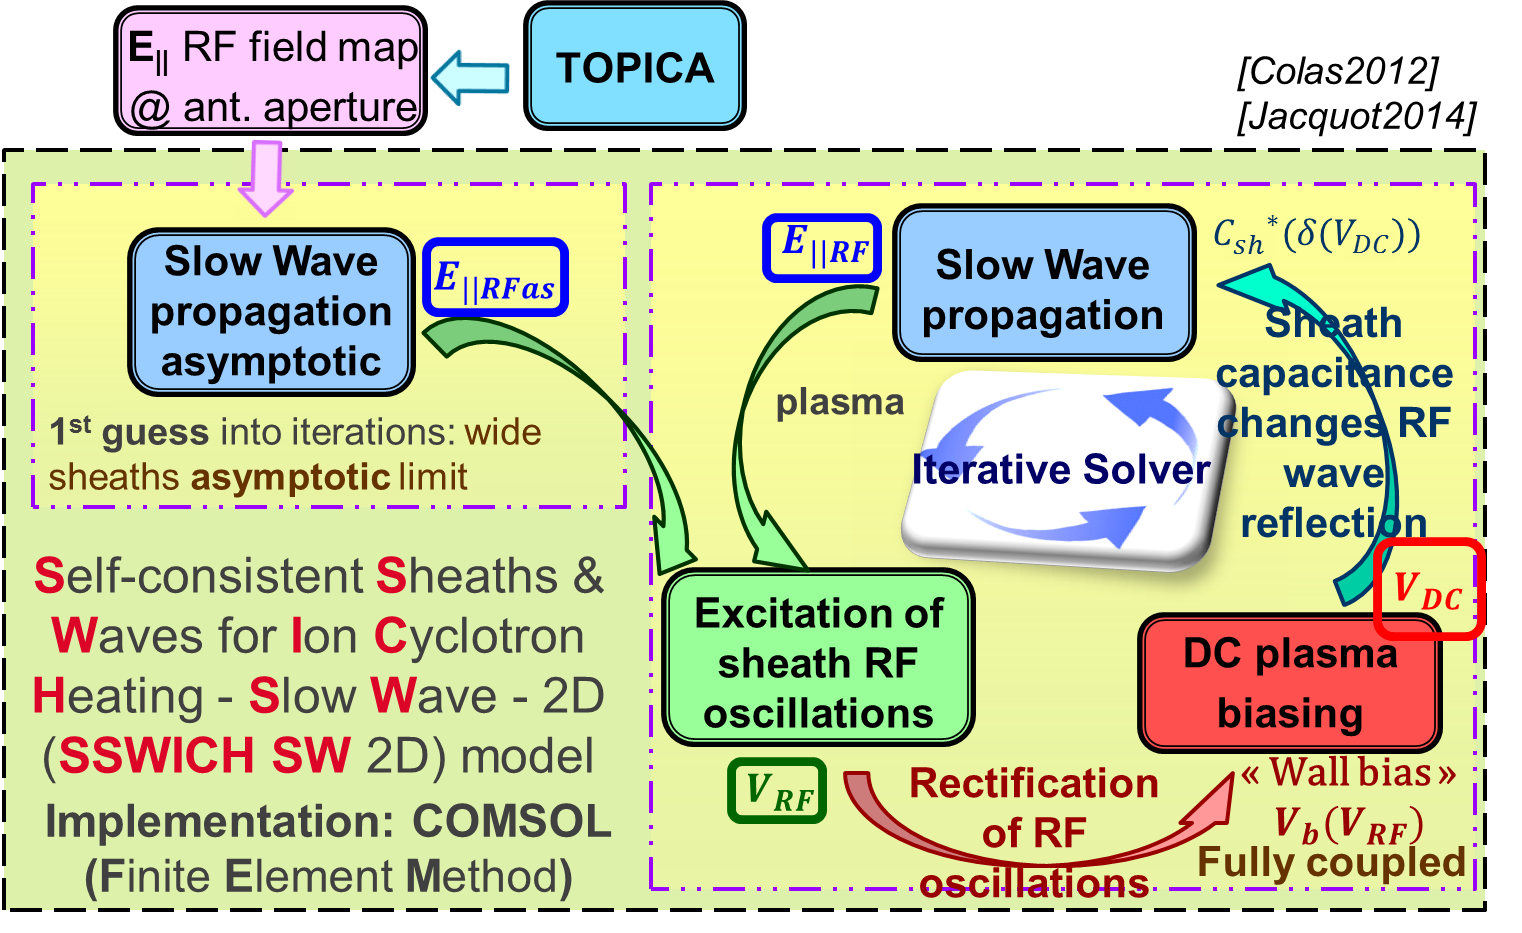 E|| RF field map
@ ant. aperture
TOPICA
[Colas2012]
[Jacquot2014]
Slow Wave
propagation
asymptotic
E||RFas
1st guess into iterations: wide
sheaths asymptotic limit
Self-consistent Sheaths &
Waves for Ion Cyclotron
Heating - Slow Wave - 2D
(SSWICH SW 2D) model
Implementation: COMSOL
(Finite Element Method)
E||RF
Slow Wave
propagation
Csh*(δ(VDC))
Sheath
capacitance
changes RF
wave
reflection
plasma
Iterative Solver
Excitation of
sheath RF
oscillations
VRF
Rectification
of RF
oscillations
VDC
DC plasma
biasing
« Wall bias »
Vb(VRF)
Fully coupled